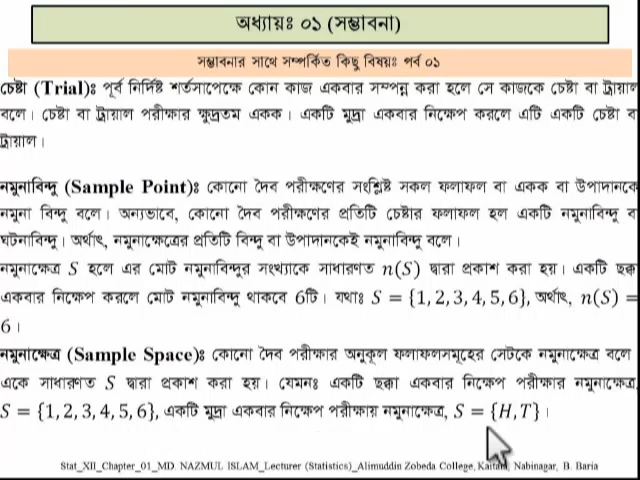 অধ্যায়ঃ ০১ (সম্ভাবনা)
সম্ভাবনার সাথে সম্পর্কিত কিছু বিষয়ঃ পর্ব ০১
চেষ্টা (Trial)ঃ পূর্ব নির্দিষ্ট শর্তসাপেক্ষে কোন কাজ একবার সম্পন্ন করা হলে সে কাজকে চেষ্টা বা ট্রায়াল
বলে। চেষ্টা বা ট্রায়াল পরীক্ষার ক্ষুদ্রতম একক। একটি মুদ্রা একবার নিক্ষেপ করলে এটি একটি চেষ্টা ব
ট্রায়াল।
নমুনাবিন্দু (Sample Point)ঃ কোনো দৈব পরীক্ষণের সংশ্লিষ্ট সকল ফলাফল বা একক বা উপাদানকে
নমুনা বিন্দু বলে। অন্যভাবে, কোনো দৈব পরীক্ষণের প্রতিটি চেষ্টার ফলাফল হল একটি নমুনাবিন্দু ব
ঘটনাবিন্দু। অর্থাৎ, নমুনাক্ষেত্রের প্রতিটি বিন্দু বা উপাদানকেই নমুনাবিন্দু বলে।
নমুনাক্ষেত্র S হলে এর মোট নমুনাবিন্দুর সংখ্যাকে সাধারণত n(S) দ্বারা প্রকাশ করা হয়। একটি ছক্কা
একবার নিক্ষেপ করলে মোট নমুনাবিন্দু থাকবে 6টি। যথাঃ S = {1, 2, 3, 4, 5, 6}, অর্থাৎ, n(S) =
6।
নমুনাক্ষেত্র (Sample Space)ঃ কোনো দৈব পরীক্ষার অনুকূল ফলাফলসমূহের সেটকে নমুনাক্ষেত্র বলে
একে সাধারণত S দ্বারা প্রকাশ করা হয়। যেমনঃ একটি ছক্কা একবার নিক্ষেপ পরীক্ষার নমুনাক্ষেত্র,
S = {1, 2, 3, 4, 5, 6}, একটি মুদ্রা একবার নিক্ষেপ পরীক্ষায় নমুনাক্ষেত্র, S = {H, T}।
Stat_XII_Chapter_01_MD. NAZMUL ISLAM_Lecturer (Statistics)_Alimuddin Zobeda College, Kaitala, Nabinagar, B. Baria